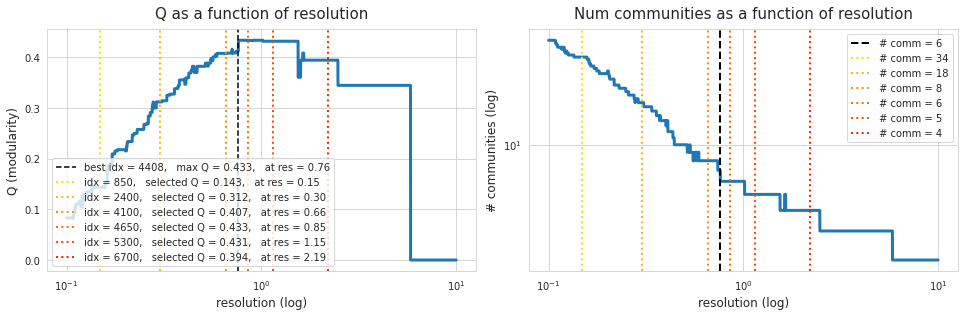 Q as a function of resolution
Q (modularity)
0.4
0.3
0.2
0.1
0.0
best idx = 4408, max Q = 0.433, at res = 0.76
idx = 850, selected Q = 0.143, at res = 0.15
idx = 2400, selected Q = 0.312, at res = 0.30
idx = 4100, selected Q = 0.407, at res = 0.66
idx = 4650, selected Q = 0.433, at res = 0.85
idx = 5300, selected Q = 0.431, at res = 1.15
idx = 6700, selected Q = 0.394, at res = 2.19
10⁻¹ 10⁰ 10¹
resolution (log)
Num communities as a function of resolution
# communities (log)
10¹
# comm = 6
# comm = 34
# comm = 18
# comm = 8
# comm = 6
# comm = 5
# comm = 4
10⁻¹ 10⁰ 10¹
resolution (log)